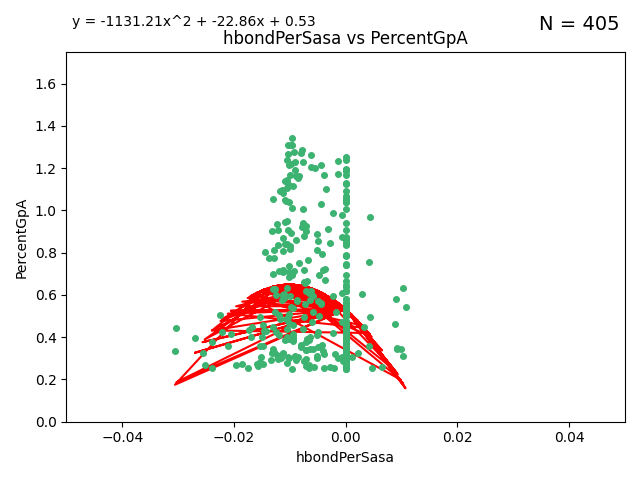 y = -1131.21x^2 + -22.86x + 0.53
N = 405
hbondPerSasa vs PercentGpA
1.6
1.4
1.2
1.0
0.8
0.6
0.4
0.2
0.0
PercentGpA
−0.04
−0.02
0.00
0.02
0.04
hbondPerSasa